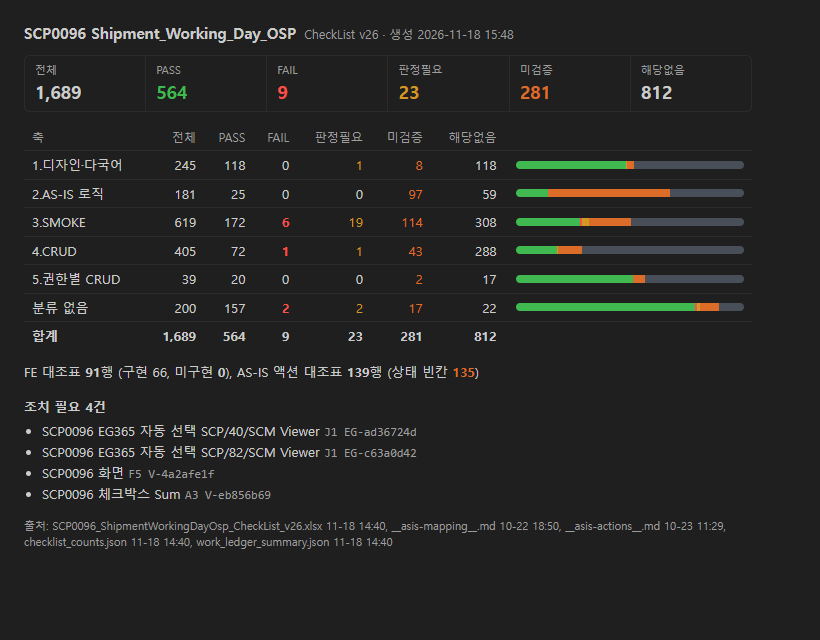 SCP0096 Shipment_Working_Day_OSP CheckList v26 · 생성 2026-11-18 15:48
전체 PASS FAIL 판정필요 미검증 해당없음
1,689 564 9 23 281 812
축 전체 PASS FAIL 판정필요 미검증 해당없음
1.디자인·다국어 245 118 0 1 8 118
2.AS-IS 로직 181 25 0 0 97 59
3.SMOKE 619 172 6 19 114 308
4.CRUD 405 72 1 1 43 288
5.권한별 CRUD 39 20 0 0 2 17
분류 없음 200 157 2 2 17 22
합계 1,689 564 9 23 281 812
FE 대조표 91행 (구현 66, 미구현 0), AS-IS 액션 대조표 139행 (상태 빈칸 135)
조치 필요 4건
• SCP0096 EG365 자동 선택 SCP/40/SCM Viewer J1 EG-ad36724d
• SCP0096 EG365 자동 선택 SCP/82/SCM Viewer J1 EG-c63a0d42
• SCP0096 화면 F5 V-4a2afe1f
• SCP0096 체크박스 Sum A3 V-eb856b69
출처: SCP0096_ShipmentWorkingDayOsp_CheckList_v26.xlsx 11-18 14:40, __asis-mapping__.md 10-22 18:50, __asis-actions__.md 10-23 11:29,
checklist_counts.json 11-18 14:40, work_ledger_summary.json 11-18 14:40